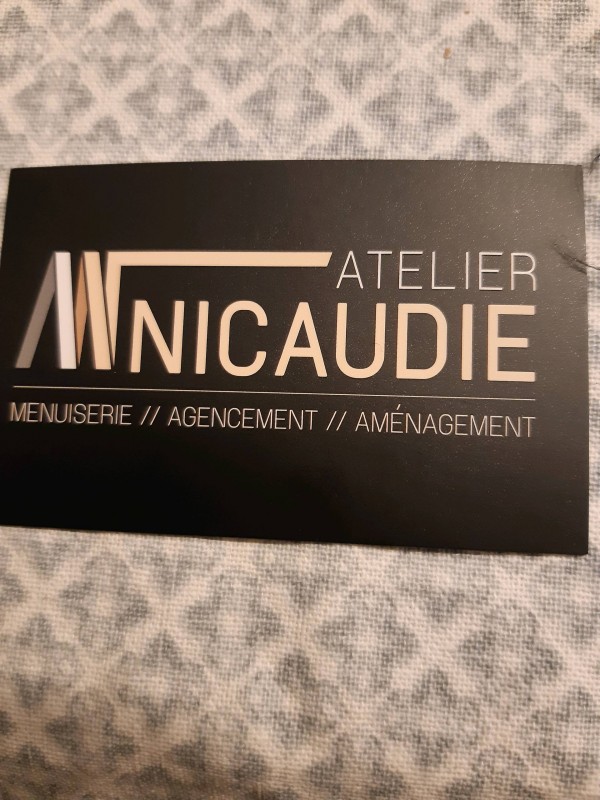 ATELIER
NICAUDIE
MENUISERIE // AGENCEMENT // AMÉNAGEMENT